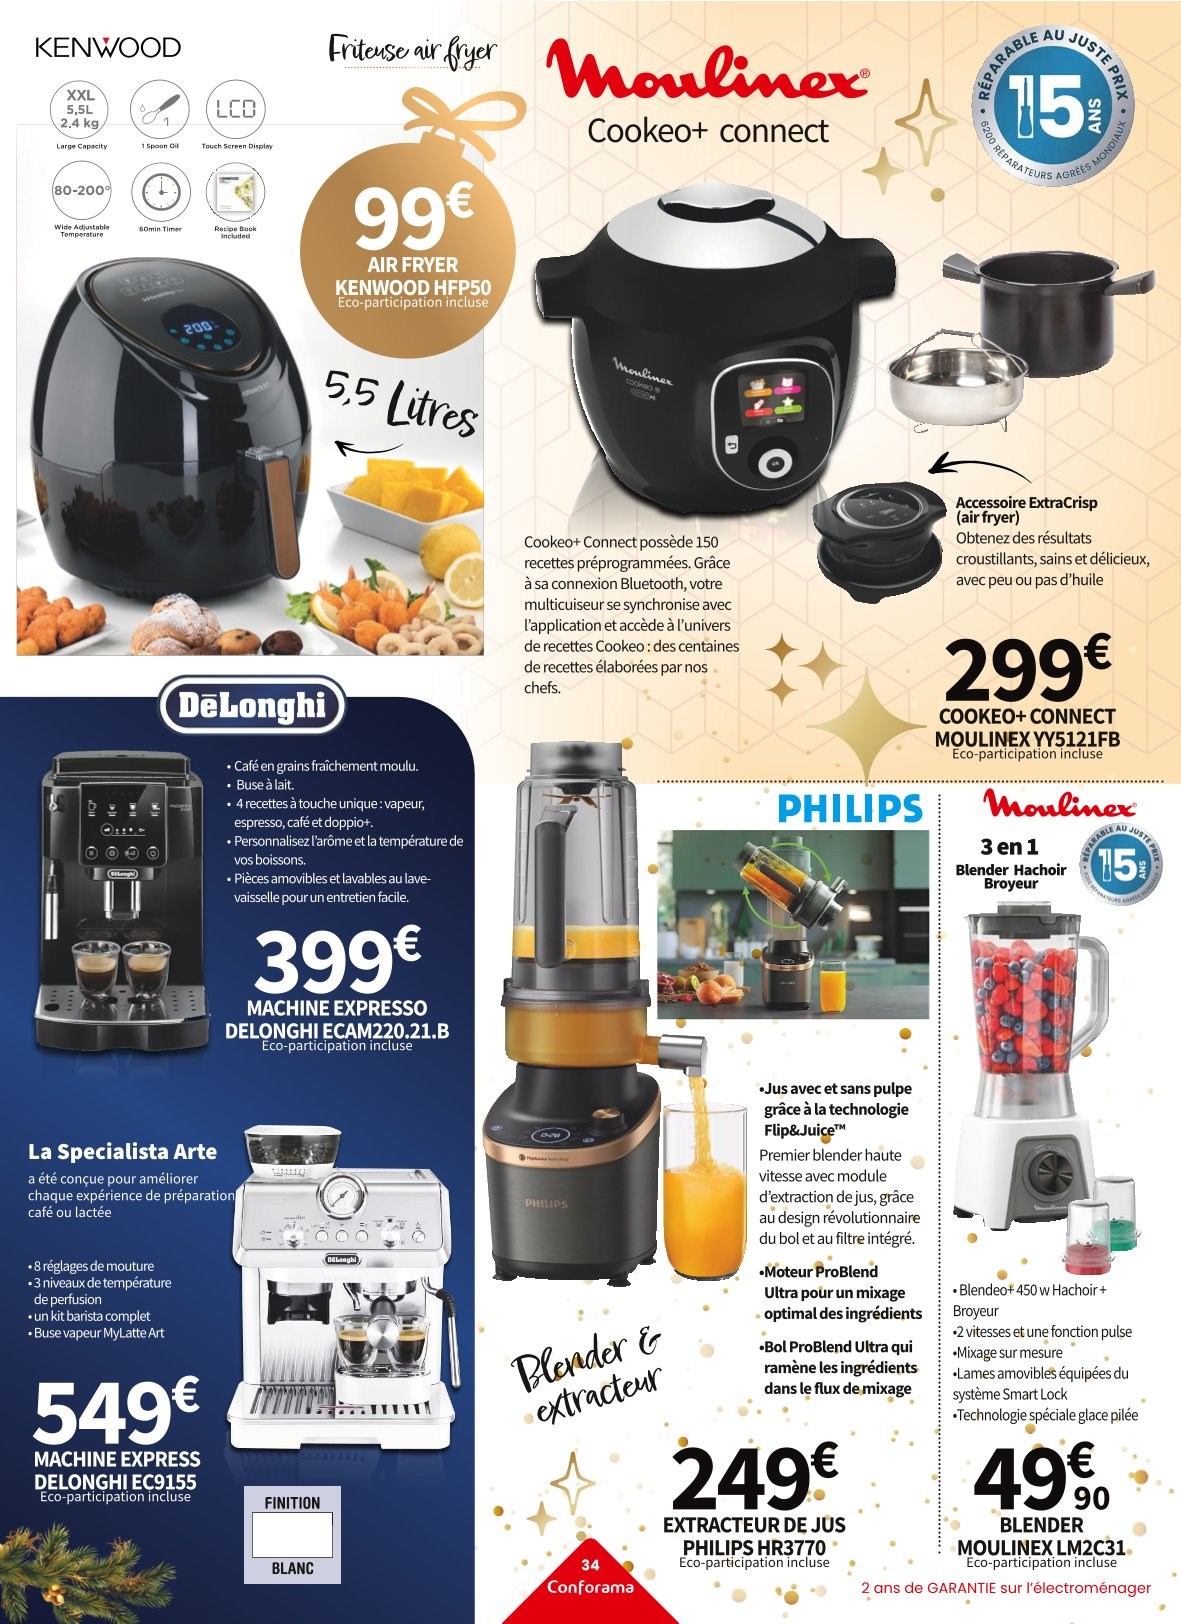 KENWOOD
Friteuse air fryer
XXL
5,5L
2.4 kg
Large Capacity
1
1 Spoon Oil
LCD
Touch Screen Display
80-200°
Wide Adjustable
Temperature
60min Timer
Recipe Book
Included
99€
AIR FRYER
KENWOOD HFP50
Eco-participation incluse
200
KENWOOD
5,5 Litres
Moulinex®
Cookeo+ connect
RÉPARABLE AU JUSTE PRIX
15 ANS
6200 RÉPARATEURS AGRÉÉS MONDIAUX
Moulinex
cookeo+
ok
Accessoire ExtraCrisp
(air fryer)
Obtenez des résultats
croustillants, sains et délicieux,
avec peu ou pas d'huile
Cookeo+ Connect possède 150
recettes préprogrammées. Grâce
à sa connexion Bluetooth, votre
multicuiseur se synchronise avec
l'application et accède à l'univers
de recettes Cookeo : des centaines
de recettes élaborées par nos
chefs.
299€
COOKEO+ CONNECT
MOULINEX YY5121FB
Eco-participation incluse
DēLonghi
• Café en grains fraîchement moulu.
• Buse à lait.
• 4 recettes à touche unique : vapeur,
espresso, café et doppio+.
• Personnalisez l'arôme et la température de
vos boissons.
• Pièces amovibles et lavables au lave-
vaisselle pour un entretien facile.
DēLonghi
399€
MACHINE EXPRESSO
DELONGHI ECAM220.21.B
Eco-participation incluse
La Specialista Arte
a été conçue pour améliorer
chaque expérience de préparation
café ou lactée
• 8 réglages de mouture
• 3 niveaux de température
de perfusion
• un kit barista complet
• Buse vapeur MyLatte Art
DēLonghi
549€
MACHINE EXPRESS
DELONGHI EC9155
Eco-participation incluse
FINITION
BLANC
PHILIPS
PHILIPS
•Jus avec et sans pulpe
grâce à la technologie
Flip&Juice™
Premier blender haute
vitesse avec module
d'extraction de jus, grâce
au design révolutionnaire
du bol et au filtre intégré.
•Moteur ProBlend
Ultra pour un mixage
optimal des ingrédients
•Bol ProBlend Ultra qui
ramène les ingrédients
dans le flux de mixage
Blender &
extracteur
249€
EXTRACTEUR DE JUS
PHILIPS HR3770
Eco-participation incluse
Moulinex
3 en 1
Blender Hachoir
Broyeur
RÉPARABLE AU JUSTE PRIX
15 ANS
6200 RÉPARATEURS AGRÉÉS MONDIAUX
• Blendeo+ 450 w Hachoir +
Broyeur
•2 vitesses et une fonction pulse
•Mixage sur mesure
•Lames amovibles équipées du
système Smart Lock
•Technologie spéciale glace pilée
49€90
BLENDER
MOULINEX LM2C31
Eco-participation incluse
34
Conforama
2 ans de GARANTIE sur l'électroménager